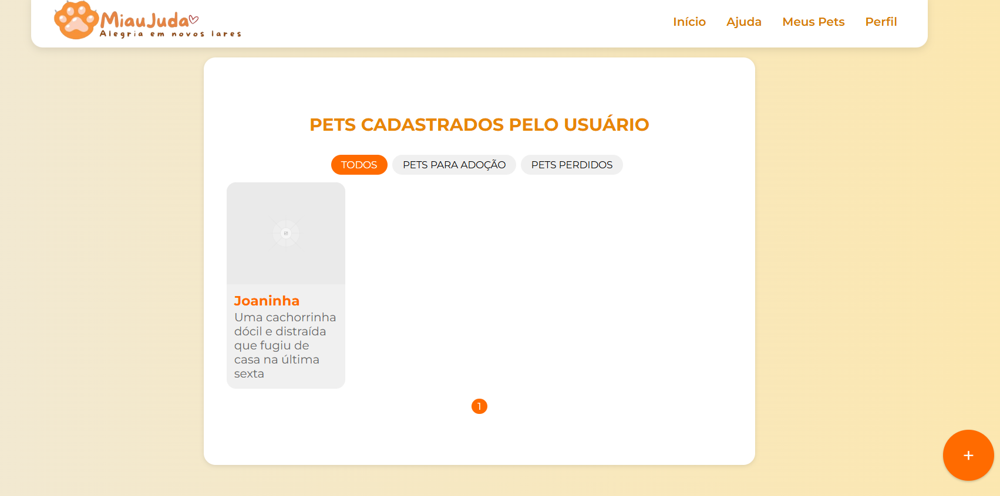 MiauJuda
Alegria em novos lares
Início Ajuda Meus Pets Perfil
PETS CADASTRADOS PELO USUÁRIO
TODOS PETS PARA ADOÇÃO PETS PERDIDOS
Joaninha
Uma cachorrinha
dócil e distraída
que fugiu de
casa na última
sexta
1
+